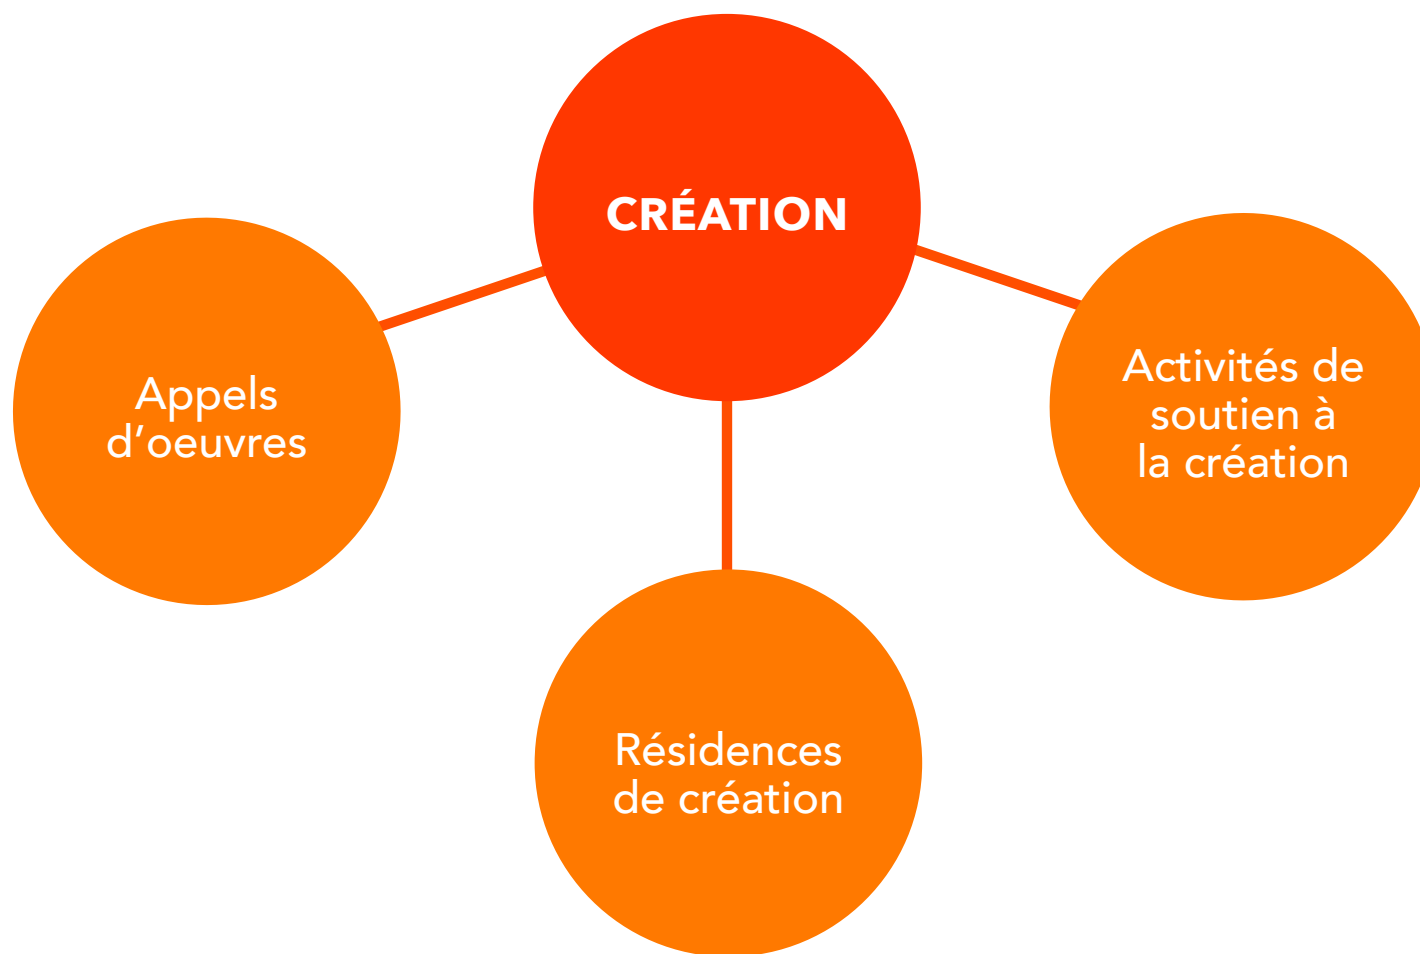 CRÉATION
Appels
d’oeuvres
Activités de
soutien à
la création
Résidences
de création